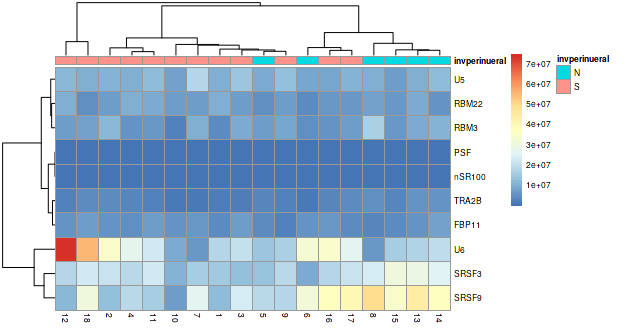 invperinueral
U5
RBM22
RBM3
PSF
nSR100
TRA2B
FBP11
U6
SRSF3
SRSF9
12 18 2 4 11 10 7 1 3 5 9 6 16 17 8 15 13 14
7e+07
6e+07
5e+07
4e+07
3e+07
2e+07
1e+07
invperinueral
N
S